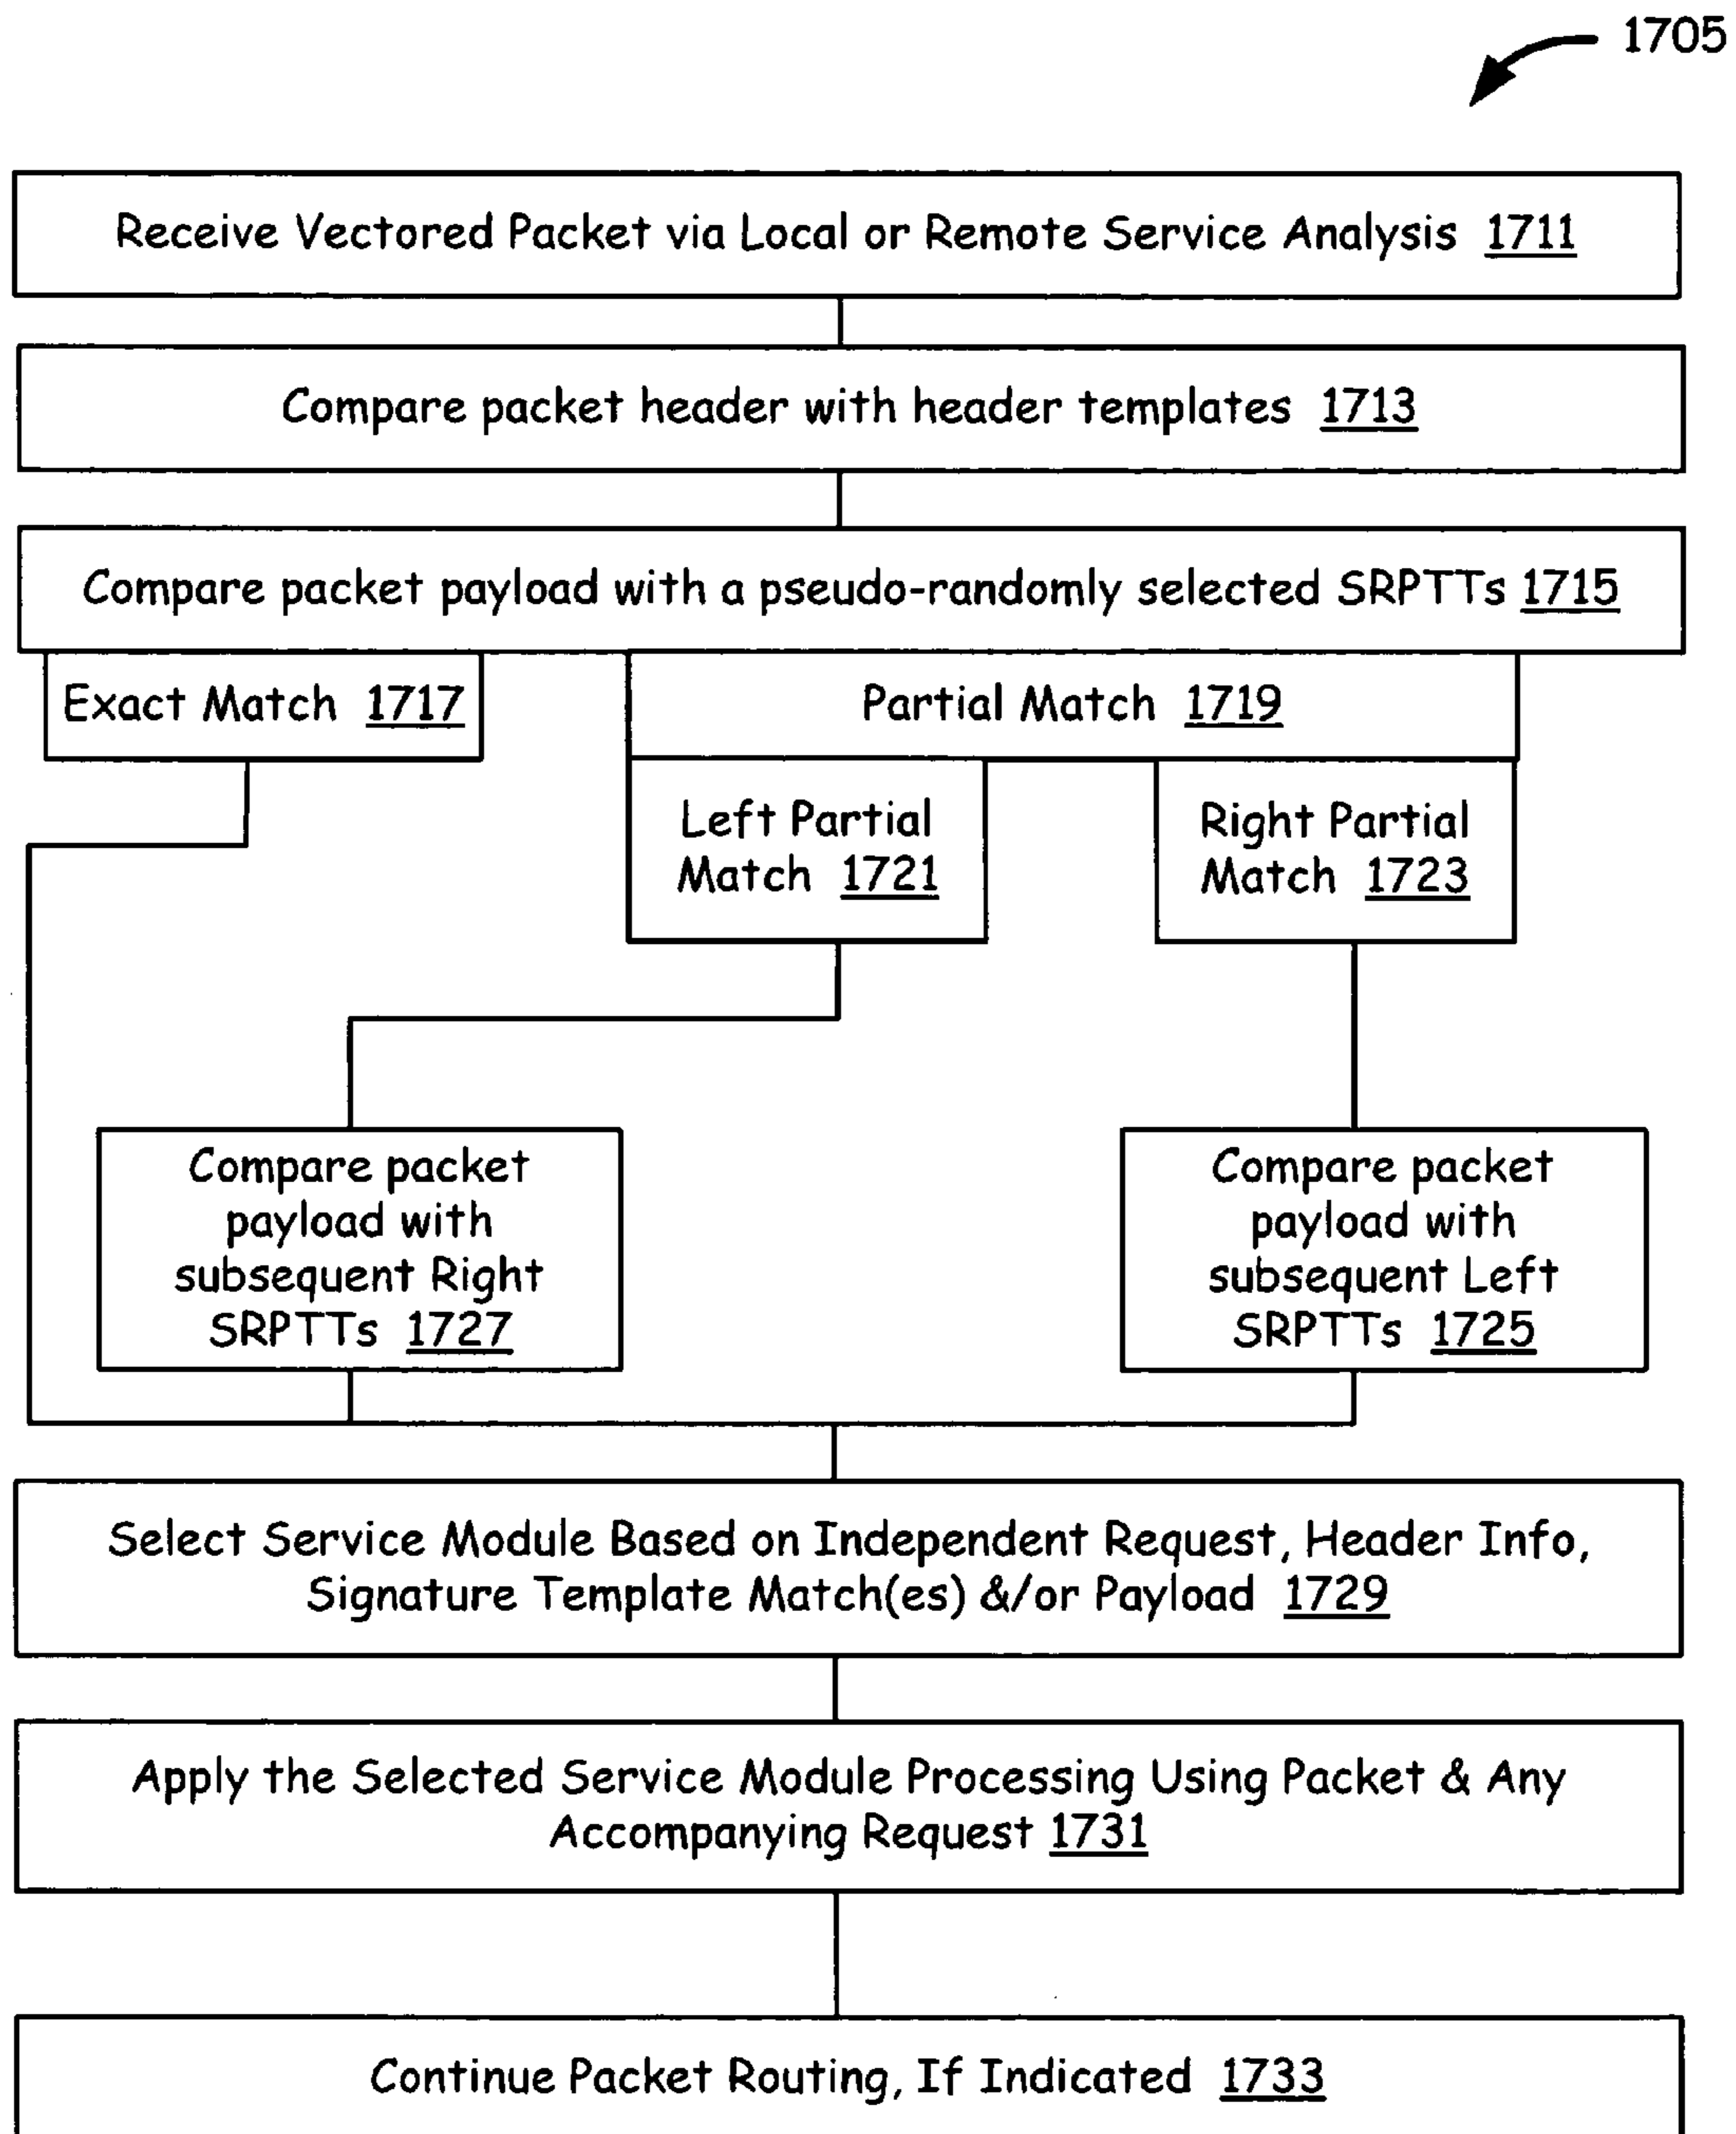 1705
Receive Vectored Packet via Local or Remote Service Analysis 1711
Compare packet header with header templates 1713
Compare packet payload with a pseudo-randomly selected SRPTTs 1715
Exact Match 1717
Partial Match 1719
Left Partial
Match 1721
Right Partial
Match 1723
Compare packet
payload with
subsequent Right
SRPTTs 1727
Compare packet
payload with
subsequent Left
SRPTTs 1725
Select Service Module Based on Independent Request, Header Info,
Signature Template Match(es) &/or Payload 1729
Apply the Selected Service Module Processing Using Packet & Any
Accompanying Request 1731
Continue Packet Routing, If Indicated 1733